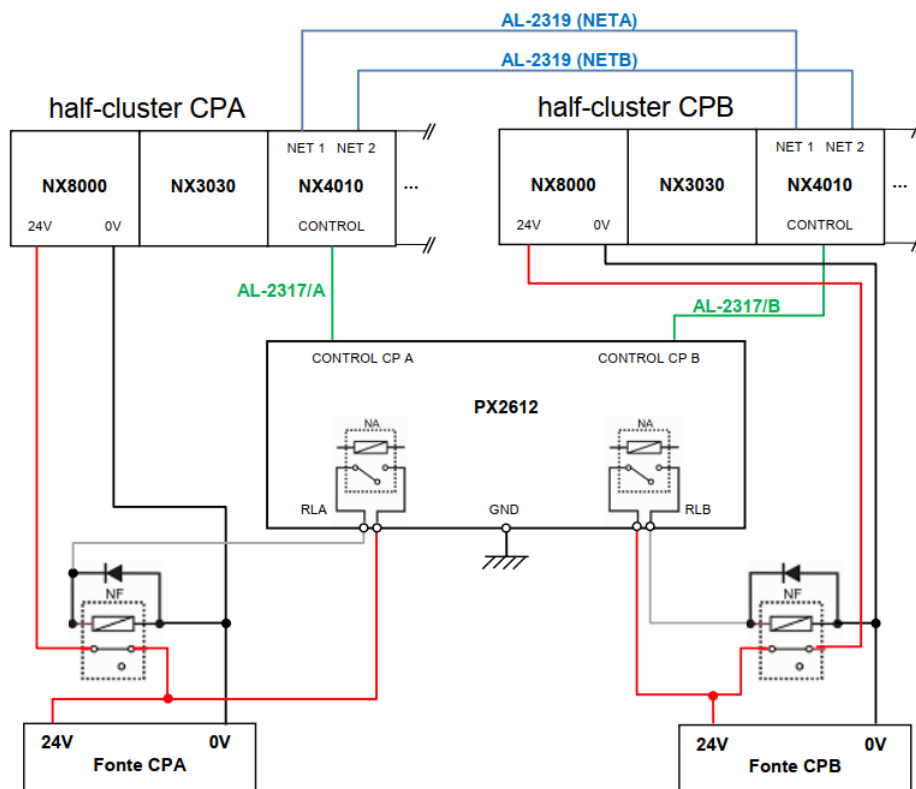 AL-2319 (NETA)
AL-2319 (NETB)
half-cluster CPA
half-cluster CPB
NET 1 NET 2
NX8000
NX3030
NX4010
...
24V
0V
CONTROL
NET 1 NET 2
NX8000
NX3030
NX4010
...
24V
0V
CONTROL
AL-2317/A
AL-2317/B
CONTROL CP A
CONTROL CP B
PX2612
NA
NA
RLA
GND
RLB
NF
NF
24V
0V
Fonte CPA
24V
0V
Fonte CPB